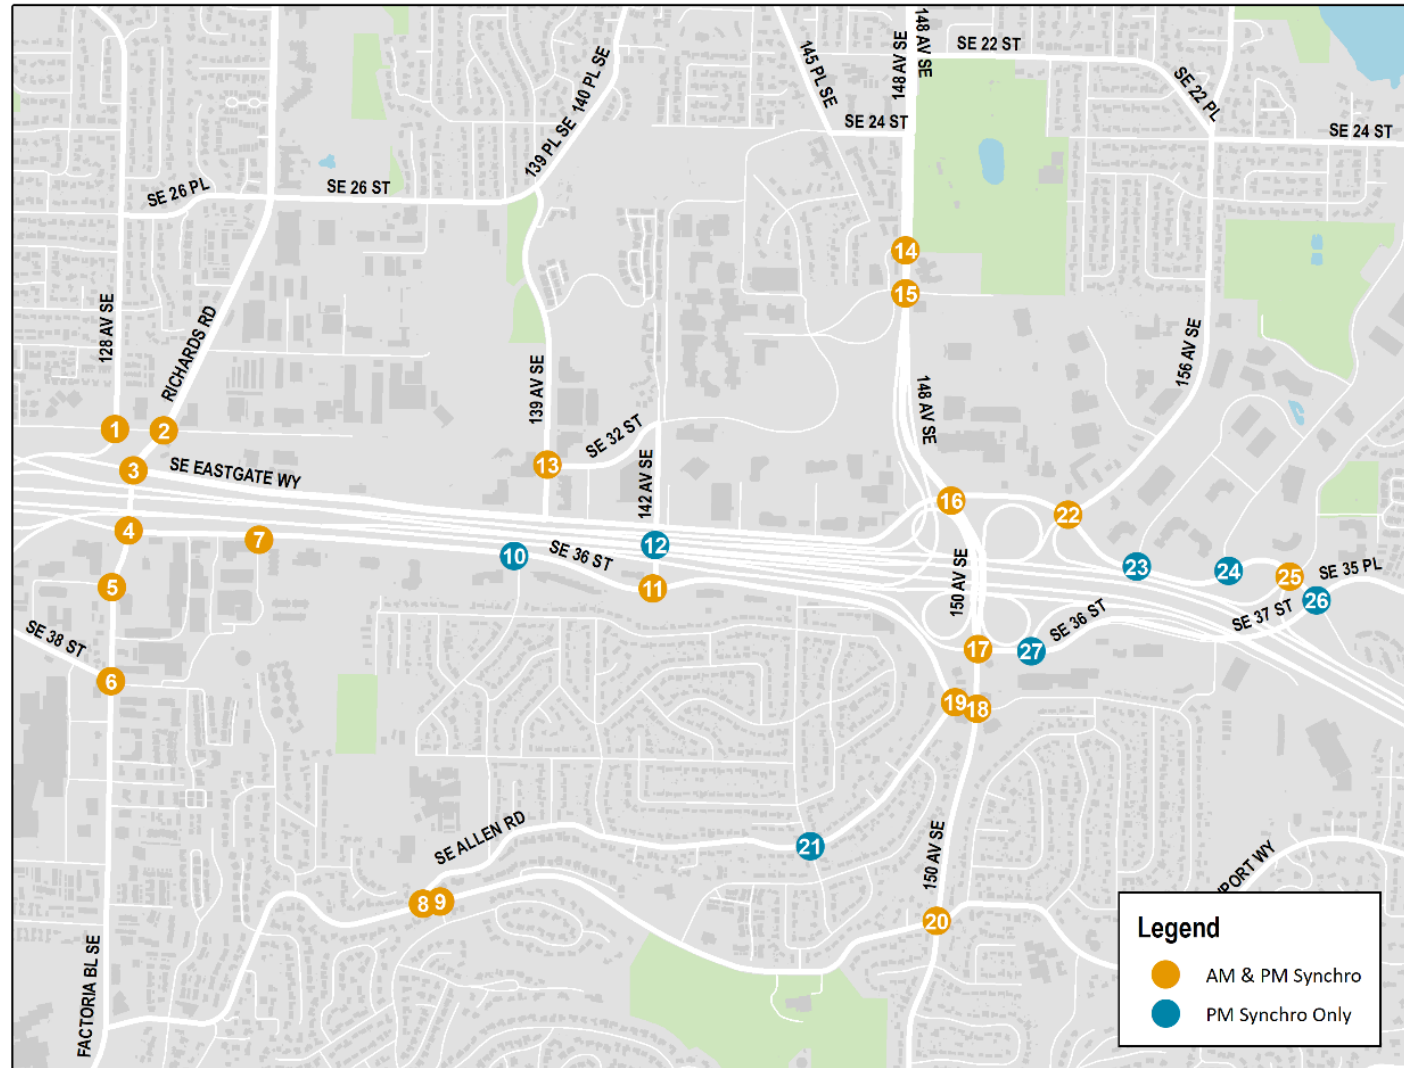 148 AV SE
148 AV SE
SE 22 ST
145 PL SE
140 PL SE
139 PL SE
SE 22 PL
SE 24 ST
SE 24 ST
SE 26 PL
SE 26 ST
14
15
128 AV SE
RICHARDS RD
139 AV SE
148 AV SE
156 AV SE
1
2
3
SE EASTGATE WY
13
SE 32 ST
142 AV SE
16
22
4
7
10
SE 36 ST
12
11
150 AV SE
23
24
25
SE 35 PL
26
5
SE 38 ST
6
17
27
SE 36 ST
SE 37 ST
19
18
SE ALLEN RD
21
150 AV SE
8
9
20
FACTORIA BL SE
PORT WY
Legend
AM & PM Synchro
PM Synchro Only